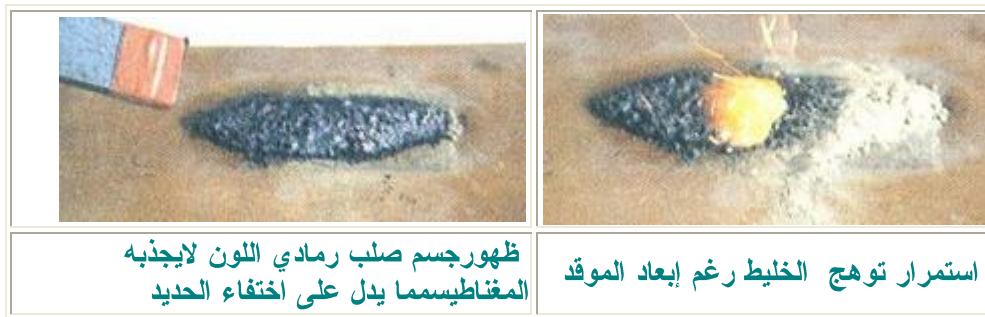 استمرار توهج الخليط رغم إبعاد الموقد
ظهورجسم صلب رمادي اللون لايجذبه
المغناطيسمما يدل على اختفاء الحديد